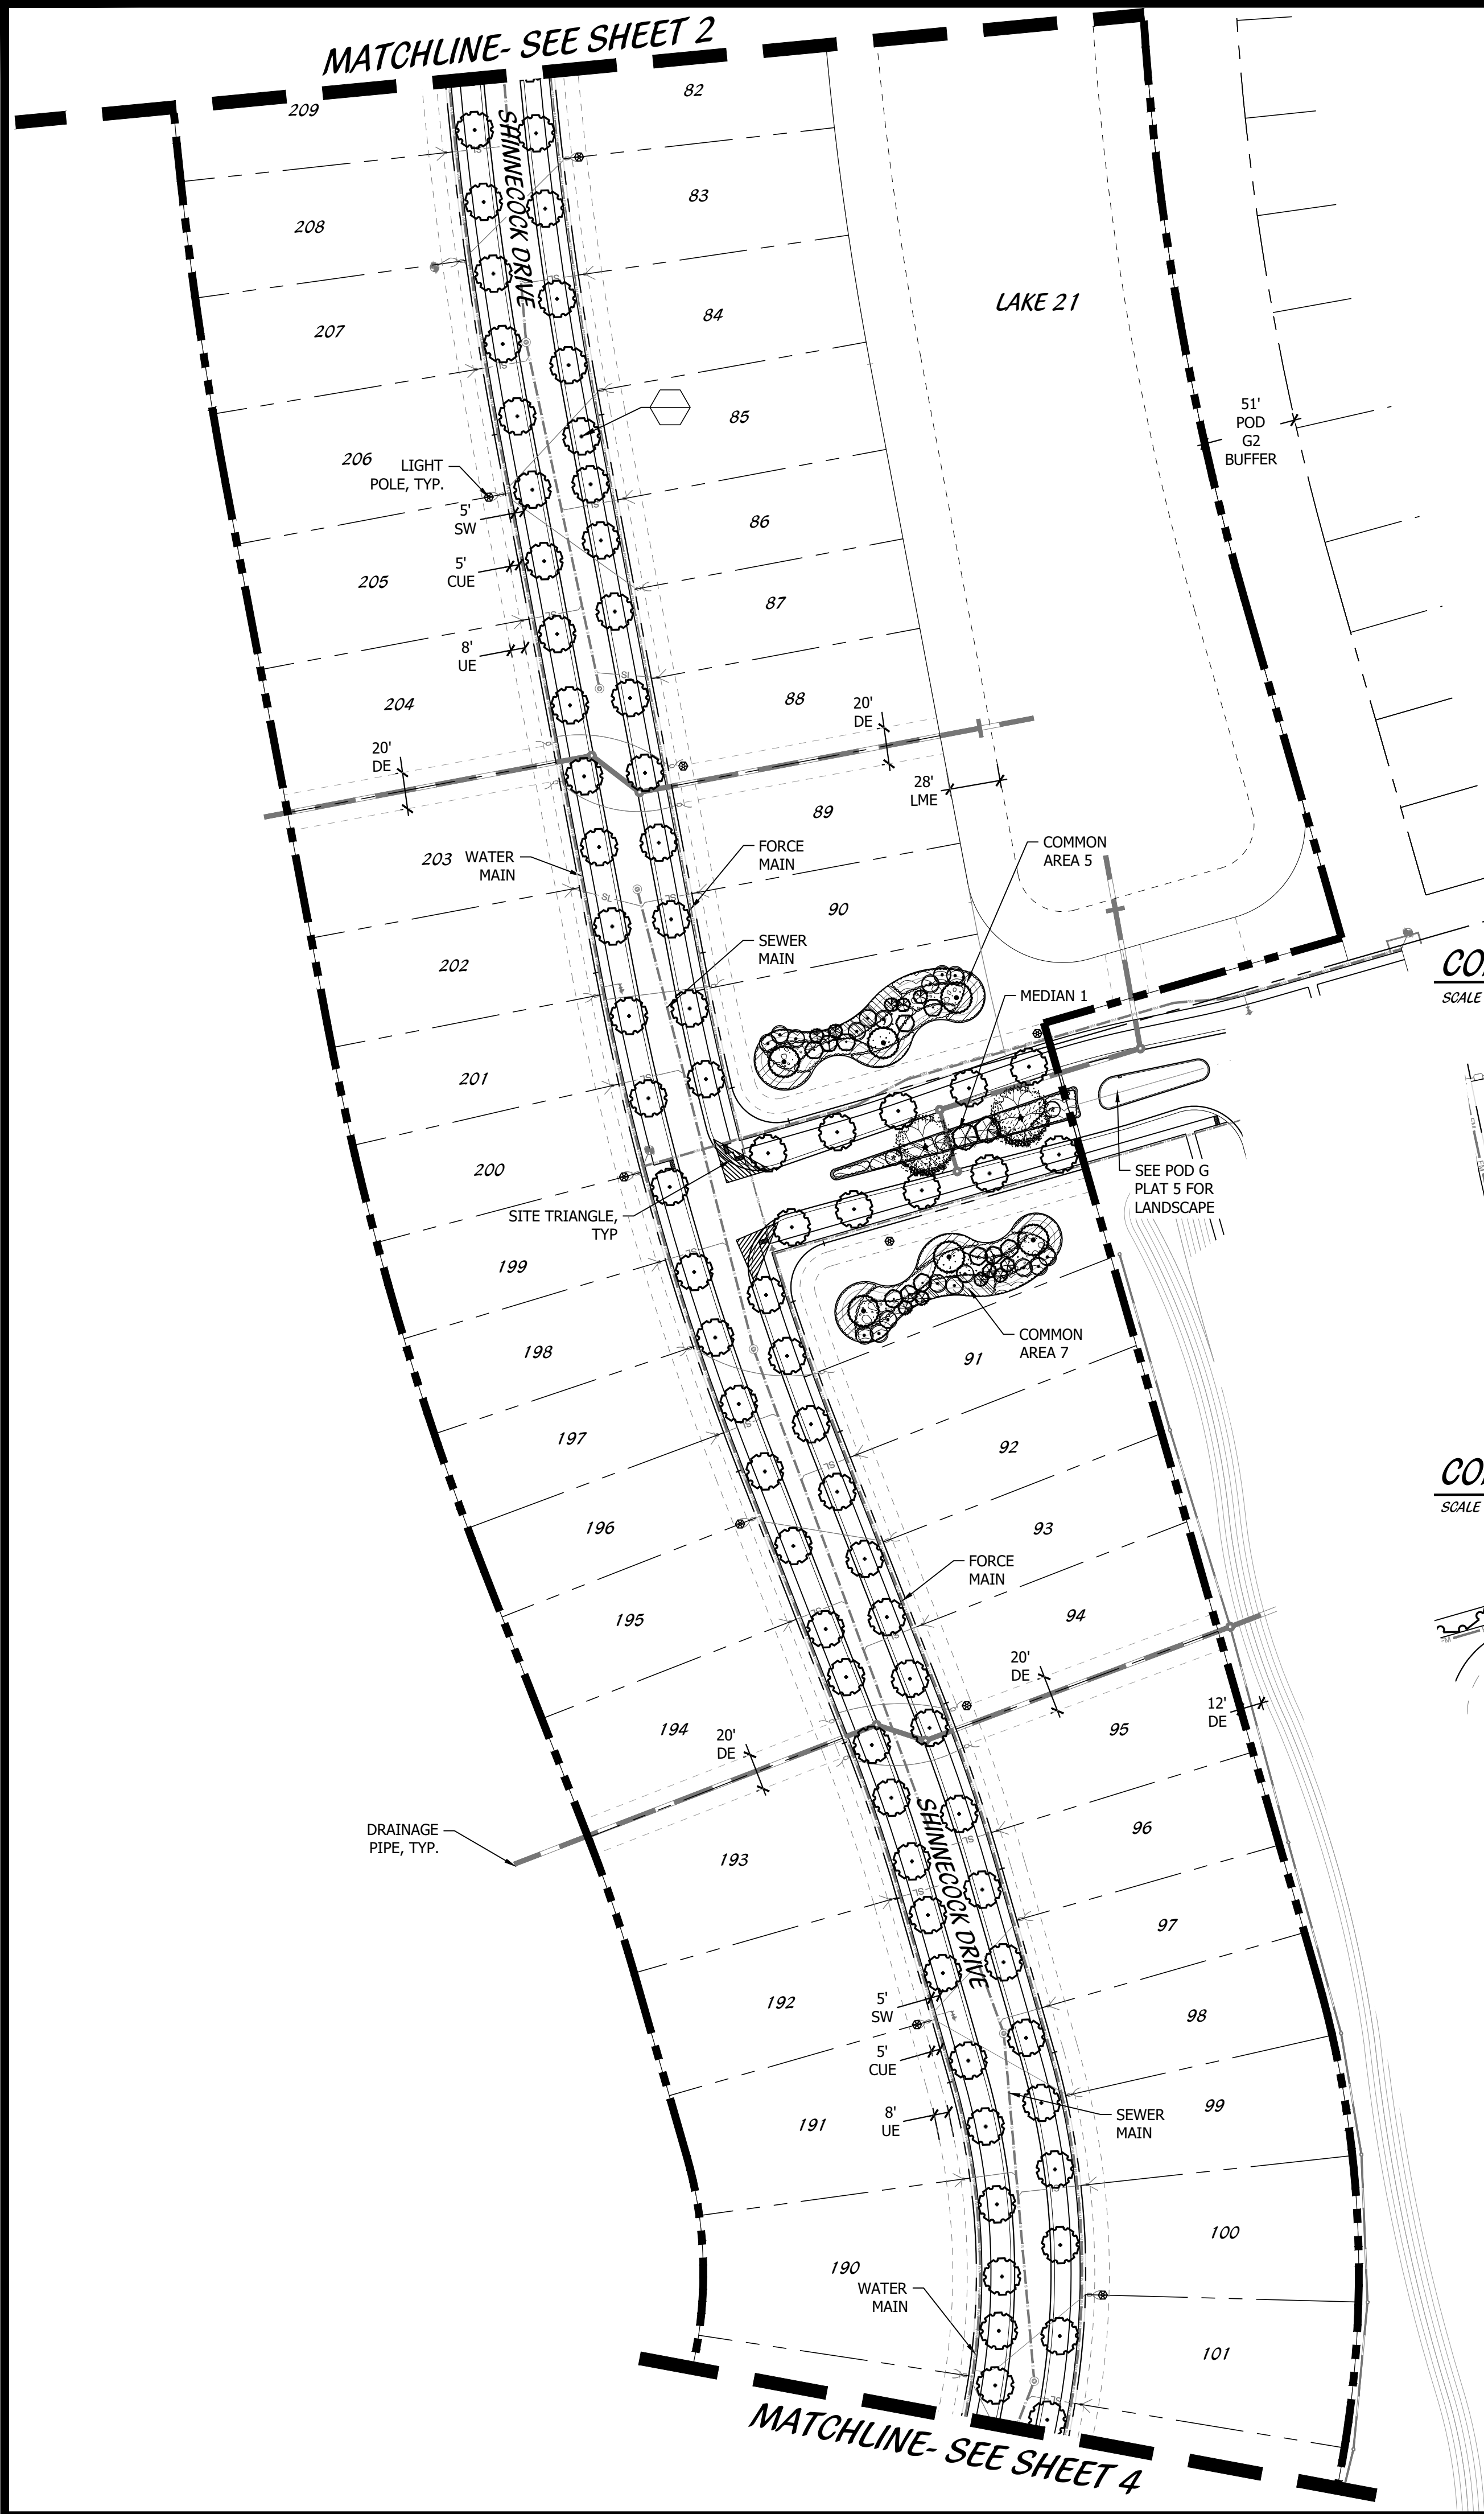 MATCHLINE- SEE SHEET 2
209
82
SHINNECOCK DRIVE
83
208
LAKE 21
84
207
51'
POD
G2
BUFFER
85
206
LIGHT
POLE, TYP.
5'
SW
86
5'
CUE
205
87
8'
UE
204
88
20'
DE
20'
DE
28'
LME
89
203
WATER
MAIN
FORCE
MAIN
COMMON
AREA 5
90
SEWER
MAIN
202
MEDIAN 1
CO
SCALE
201
200
SEE POD G
PLAT 5 FOR
LANDSCAPE
SITE TRIANGLE,
TYP
199
COMMON
AREA 7
198
91
197
92
CO
SCALE
196
93
FORCE
MAIN
195
94
20'
DE
12'
DE
194
95
20'
DE
DRAINAGE
PIPE, TYP.
193
96
SHINNECOCK DRIVE
97
192
5'
SW
98
5'
CUE
99
191
8'
UE
SEWER
MAIN
100
190
WATER
MAIN
101
MATCHLINE- SEE SHEET 4